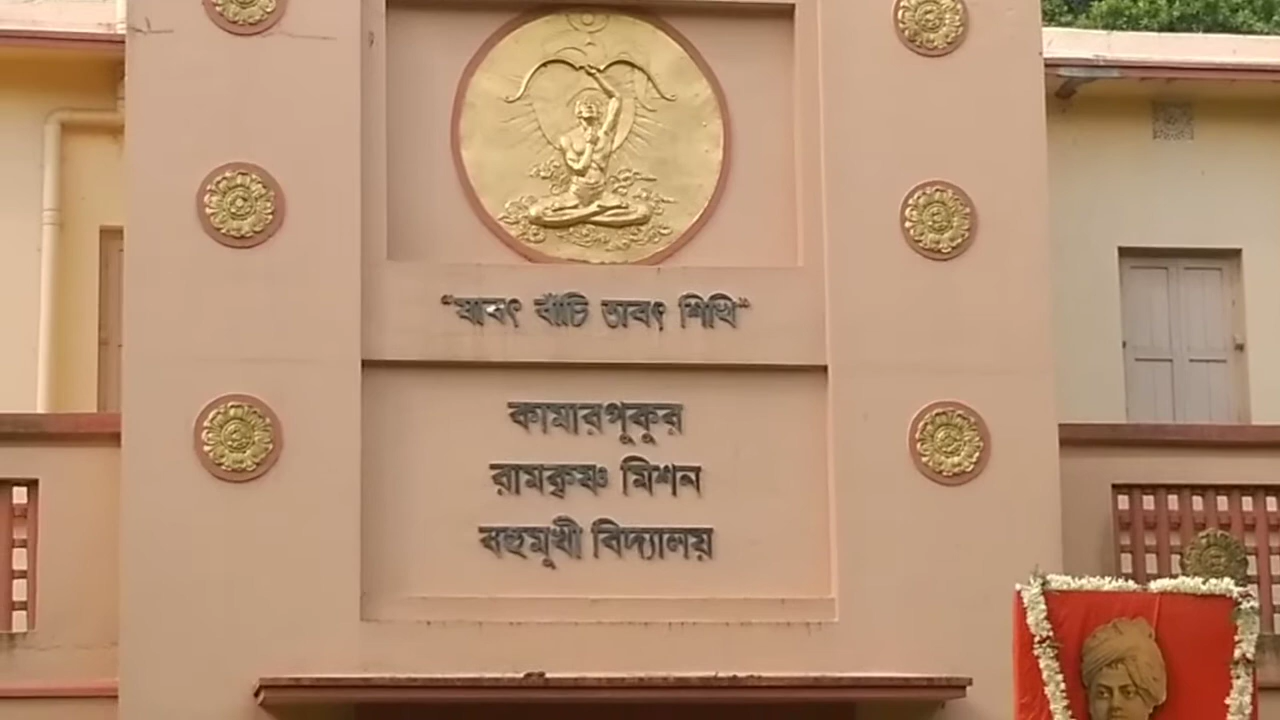 “যাবৎ বাঁচি তাবৎ শিখি”
কামারপুকুর
রামকৃষ্ণ মিশন
বহুমুখী বিদ্যালয়